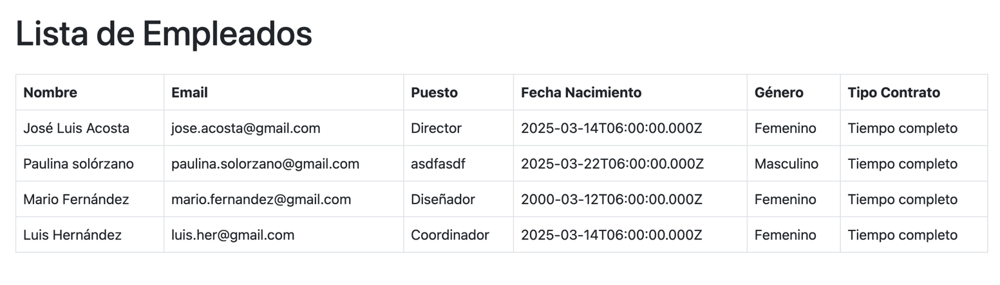 Lista de Empleados
Nombre Email Puesto Fecha Nacimiento Género Tipo Contrato
José Luis Acosta jose.acosta@gmail.com Director 2025-03-14T06:00:00.000Z Femenino Tiempo completo
Paulina solórzano paulina.solorzano@gmail.com asdfasdf 2025-03-22T06:00:00.000Z Masculino Tiempo completo
Mario Fernández mario.fernandez@gmail.com Diseñador 2000-03-12T06:00:00.000Z Femenino Tiempo completo
Luis Hernández luis.her@gmail.com Coordinador 2025-03-14T06:00:00.000Z Femenino Tiempo completo